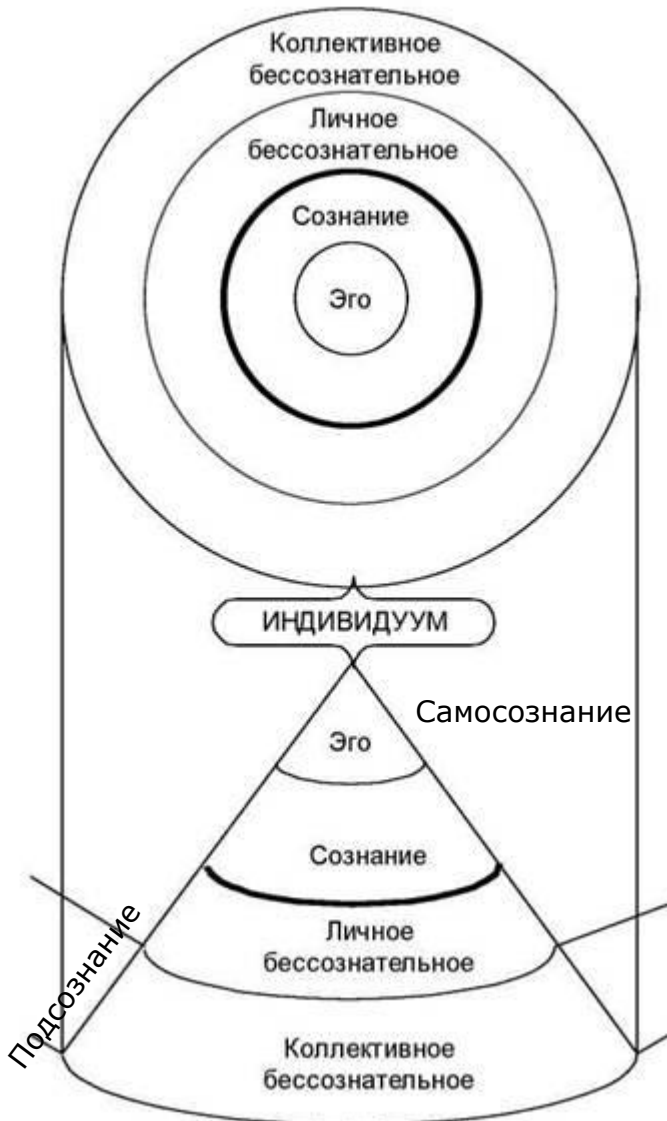 Коллективное
бессознательное
Личное
бессознательное
Сознание
Эго
ИНДИВИДУУМ
Самосознание
Эго
Сознание
Подсознание
Личное
бессознательное
Коллективное
бессознательное